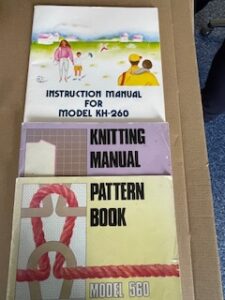 INSTRUCTION MANUAL
FOR
MODEL KH-260
KNITTING
MANUAL
PATTERN
BOOK
MODEL 560